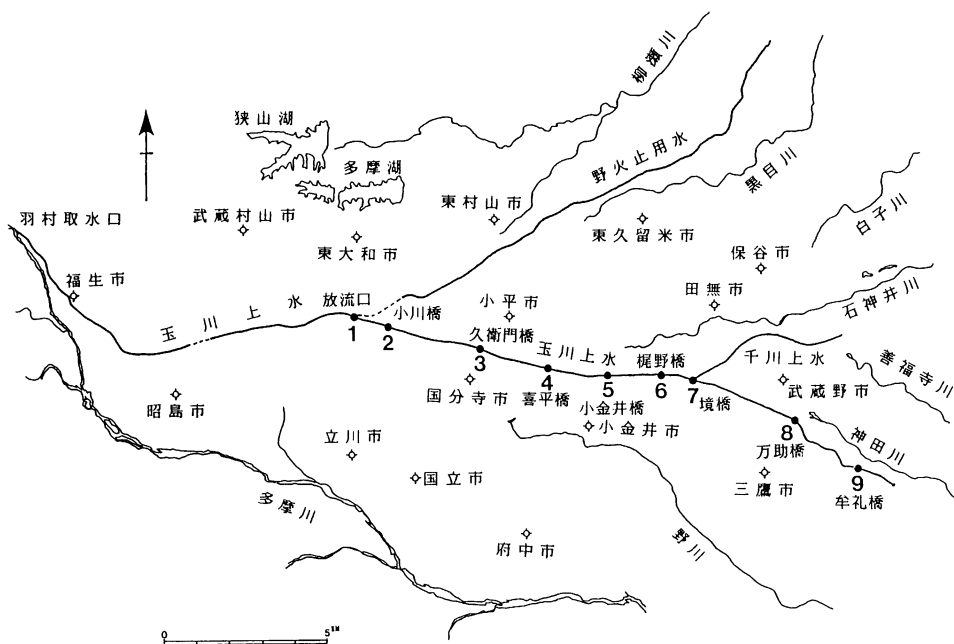 柳瀬川
狭山湖
多摩湖
野火止用水
黒目川
東村山市
白子川
羽村取水口
武蔵村山市
東大和市
東久留米市
保谷市
福生市
田無市
石神井川
玉川上水
放流口
小川橋
小平市
1
2
久衛門橋
3
玉川上水
梶野橋
千川上水
善福寺川
4
5
6
7
境橋
武蔵野市
国分寺市
喜平橋
小金井橋
小金井市
昭島市
立川市
8
万助橋
神田川
国立市
三鷹市
9
牟礼橋
多摩川
野川
府中市
0
5KM